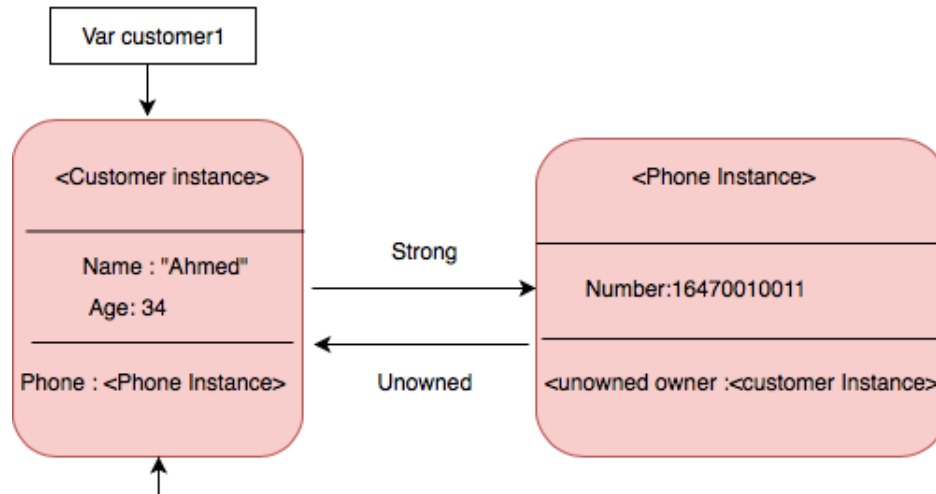 Var customer1
<Customer instance>
Name : "Ahmed"
Age: 34
Phone : <Phone Instance>
Strong
Unowned
<Phone Instance>
Number:16470010011
<unowned owner :<customer Instance>